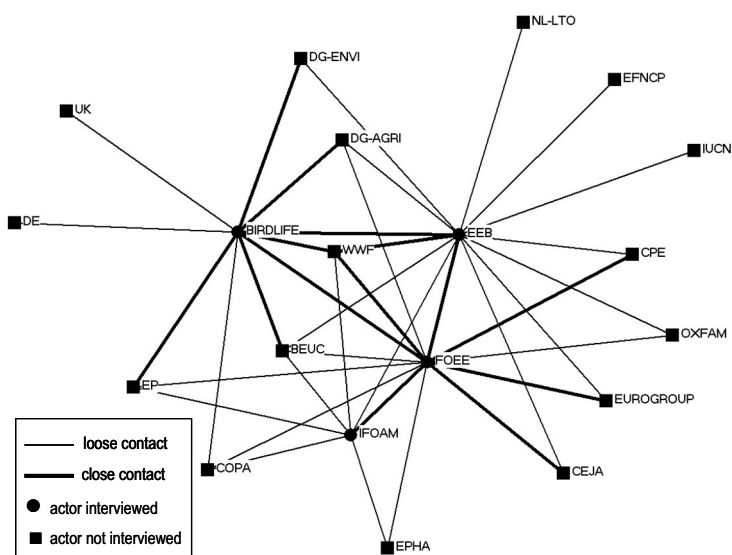 NL-LTO
DG-ENVI
EFNCP
UK
DG-AGRI
IUCN
DE
BIRDLIFE
EEB
WWF
CPE
OXFAM
BEUC
FOEE
EP
EUROGROUP
IFOAM
COPA
CEJA
EPHA
loose contact
close contact
actor interviewed
actor not interviewed